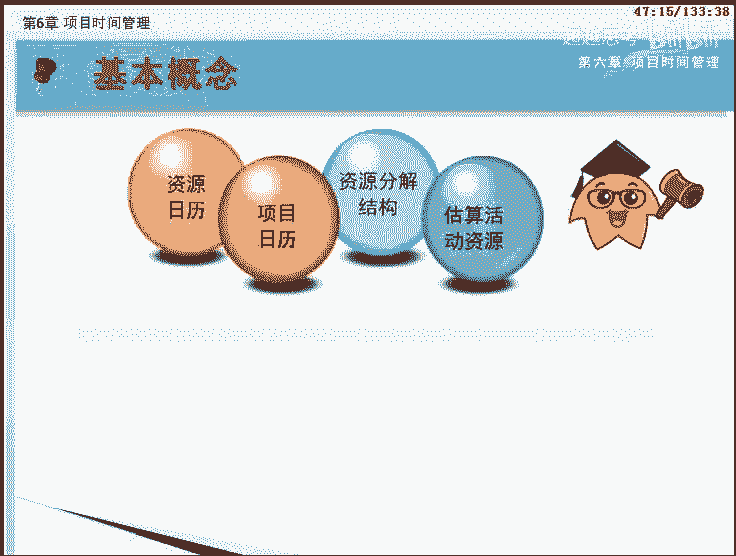 第6章 项目时间管理
47:15/133:38
基本概念
第六章 项目时间管理
资源
日历
项目
日历
资源分解
结构
估算活
动资源